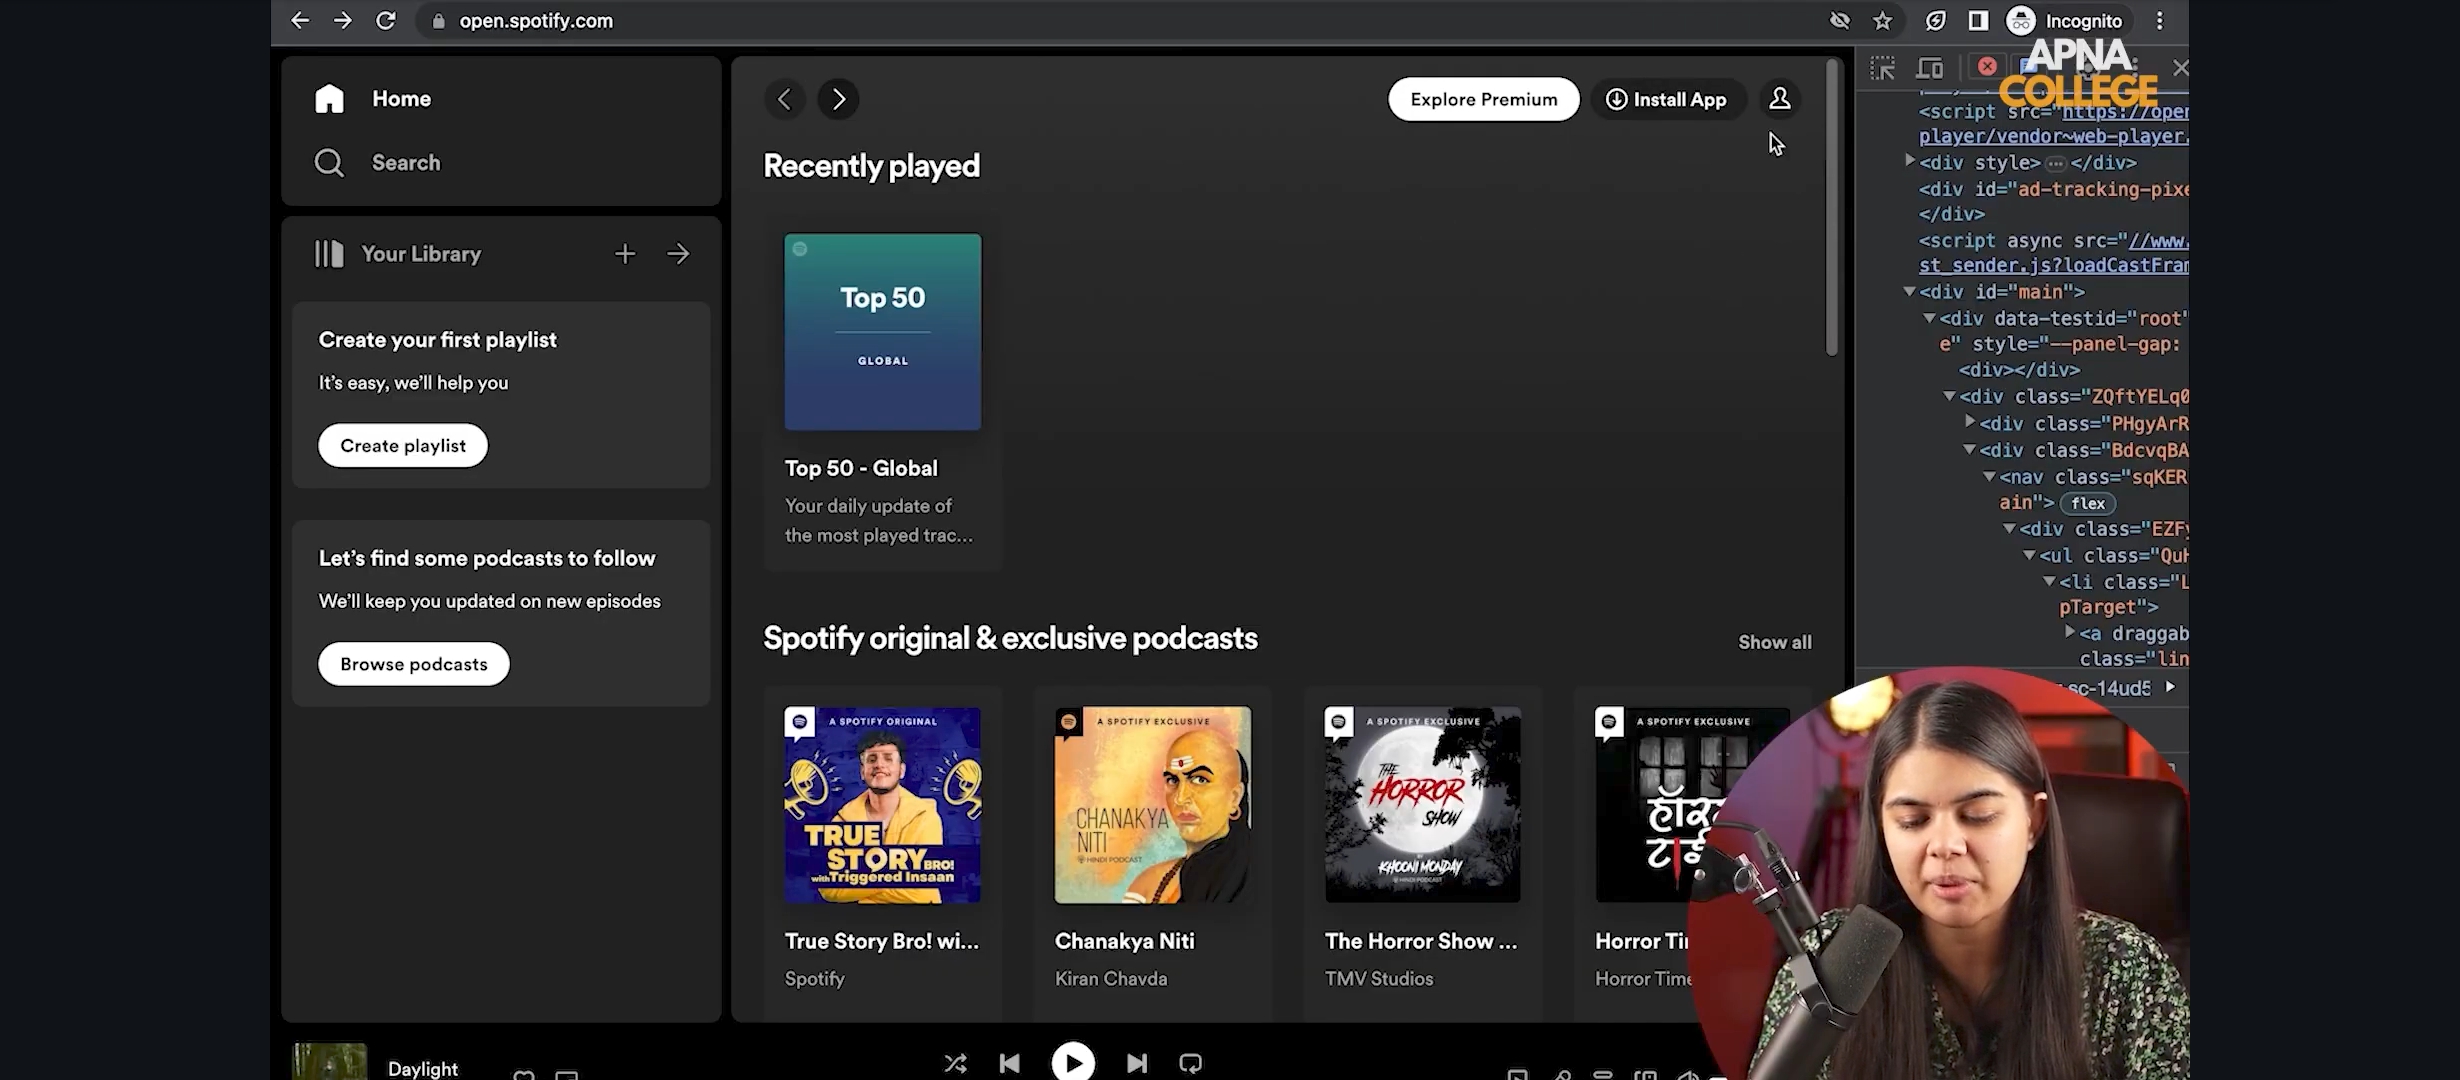 open.spotify.com
Incognito
APNA
COLLEGE
Home
Search
Your Library
Create your first playlist
It's easy, we'll help you
Create playlist
Let's find some podcasts to follow
We'll keep you updated on new episodes
Browse podcasts
Explore Premium
Install App
Recently played
Top 50
GLOBAL
Top 50 - Global
Your daily update of
the most played trac...
Spotify original & exclusive podcasts
Show all
A SPOTIFY ORIGINAL
TRUE
STORY BRO!
with Triggered Insaan
True Story Bro! wi...
Spotify
A SPOTIFY EXCLUSIVE
CHANAKYA
NITI
HINDI PODCAST
Chanakya Niti
Kiran Chavda
A SPOTIFY EXCLUSIVE
THE
HORROR
SHOW
BY
KHOONI MONDAY
HINDI PODCAST
The Horror Show ...
TMV Studios
A SPOTIFY EXCLUSIVE
Horror Ti
Horror Time
Daylight
<script src="https://open
player/vendor~web-player.
<div style> </div>
<div id="ad-tracking-pixe
</div>
<script async src="//www.
st_sender.js?loadCastFram
<div id="main">
<div data-testid="root"
e" style="--panel-gap:
<div></div>
<div class="ZQftYELq0
<div class="PHgyArR
<div class="BdcvqBA
<nav class="sqKER
ain"> flex
<div class="EZFy
<ul class="QuH
<li class="L
pTarget">
<a draggab
class="lin
sc-14ud5